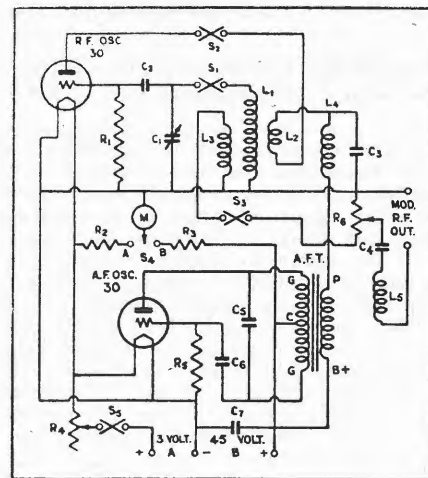 R.F. OSC.
30
S2
C2
S1
L1
L4
R1
C1
L3
L2
C3
S3
M
R6
MOD.
R.F.
OUT.
R2
A
S4
B
R3
C4
A.F.T.
A.F. OSC.
30
G
P
C5
C
L5
R5
C6
G
B+
C7
R4
S5
+ 3 VOLT. - 45 VOLT. +
A B